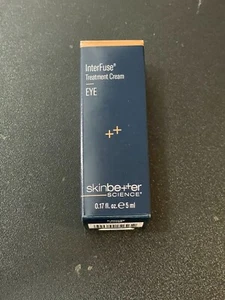 InterFuse®
Treatment Cream
EYE
++
skinbetter
SCIENCE®
0.17 fl. oz. ℮ 5 ml